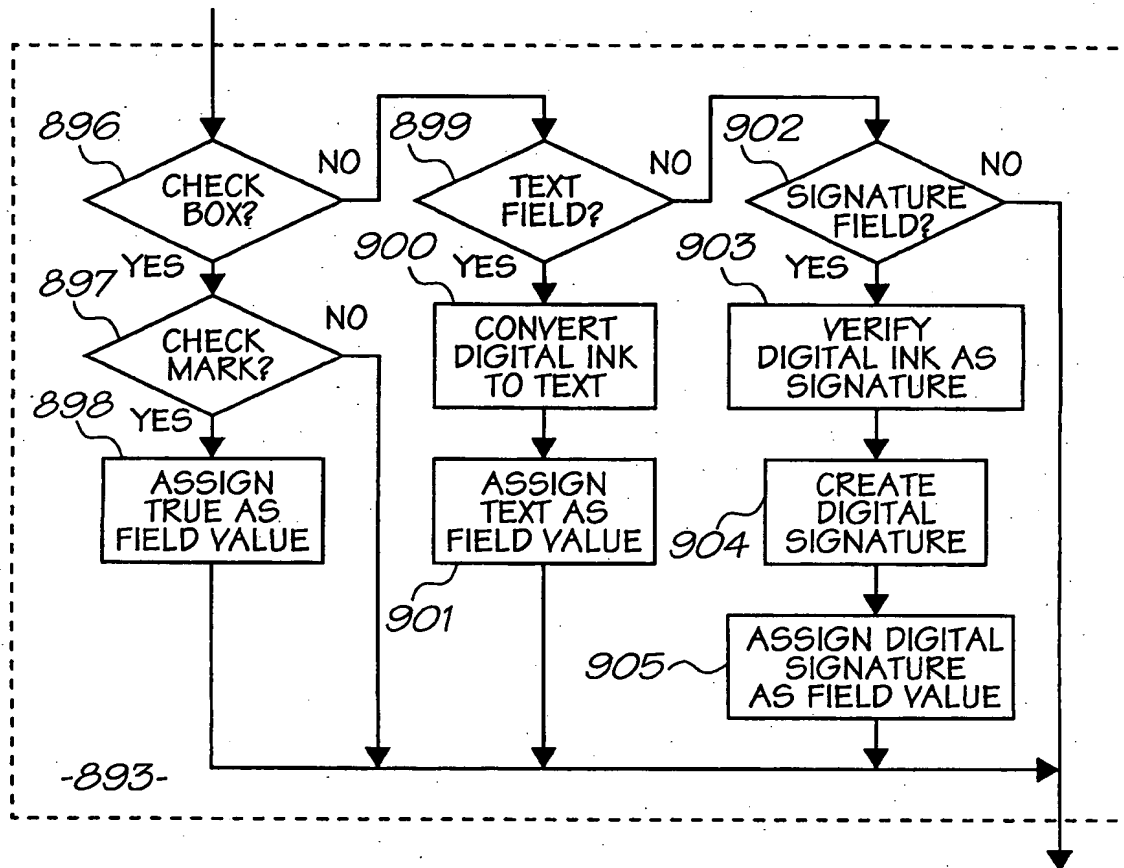 896
CHECK
BOX?
NO
YES
897
CHECK
MARK?
NO
YES
898
ASSIGN
TRUE AS
FIELD VALUE
899
TEXT
FIELD?
NO
YES
900
CONVERT
DIGITAL INK
TO TEXT
ASSIGN
TEXT AS
FIELD VALUE
901
902
SIGNATURE
FIELD?
NO
YES
903
VERIFY
DIGITAL INK AS
SIGNATURE
CREATE
DIGITAL
SIGNATURE
904
ASSIGN DIGITAL
SIGNATURE
AS FIELD VALUE
905
-893-